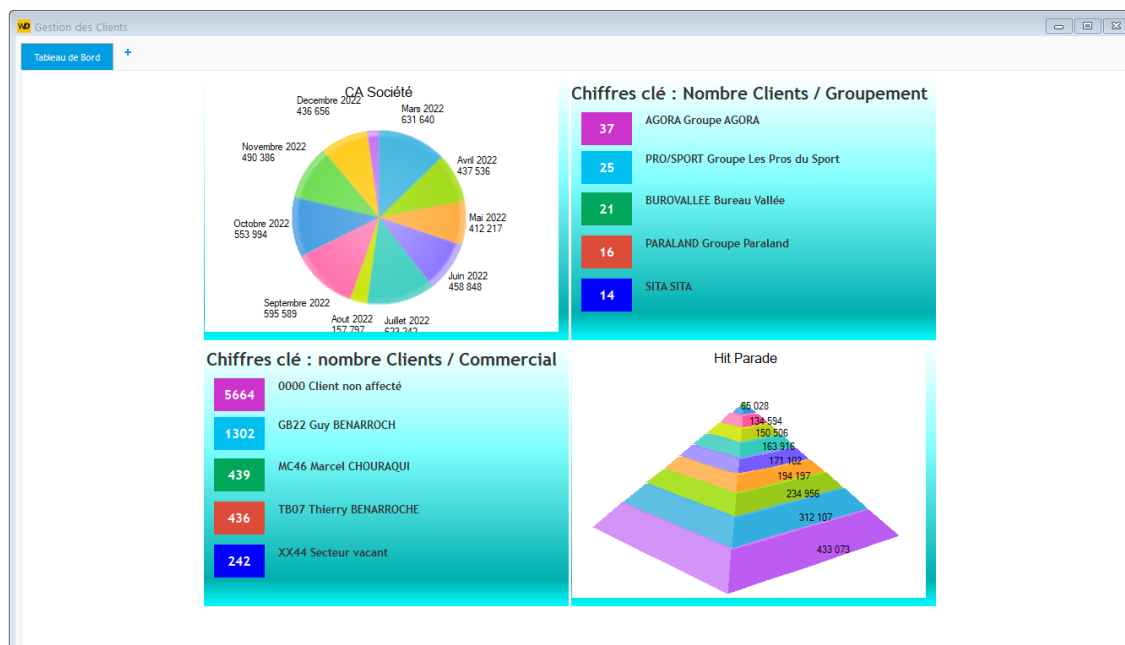 WD Gestion des Clients
Tableau de Bord +
CA Société
Decembre 2022
436 656
Mars 2022
631 640
Novembre 2022
490 386
Avril 2022
437 536
Octobre 2022
553 994
Mai 2022
412 217
Juin 2022
458 848
Septembre 2022
595 589
Aout 2022
157 797
Juillet 2022
623 242
Chiffres clé : Nombre Clients / Groupement
37 AGORA Groupe AGORA
25 PRO/SPORT Groupe Les Pros du Sport
21 BUROVALLEE Bureau Vallée
16 PARALAND Groupe Paraland
14 SITA SITA
Chiffres clé : nombre Clients / Commercial
5664 0000 Client non affecté
1302 GB22 Guy BENARROCH
439 MC46 Marcel CHOURAQUI
436 TB07 Thierry BENARROCHE
242 XX44 Secteur vacant
Hit Parade
65 028
134 594
150 506
163 916
171 102
194 197
234 956
312 107
433 073